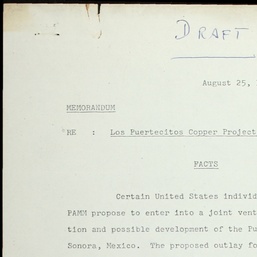 DRAFT
August 25,
MEMORANDUM
RE : Los Fuertecitos Copper Project
FACTS
Certain United States individ
PAMM propose to enter into a joint vent
tion and possible development of the Pu
Sonora, Mexico. The proposed outlay fo